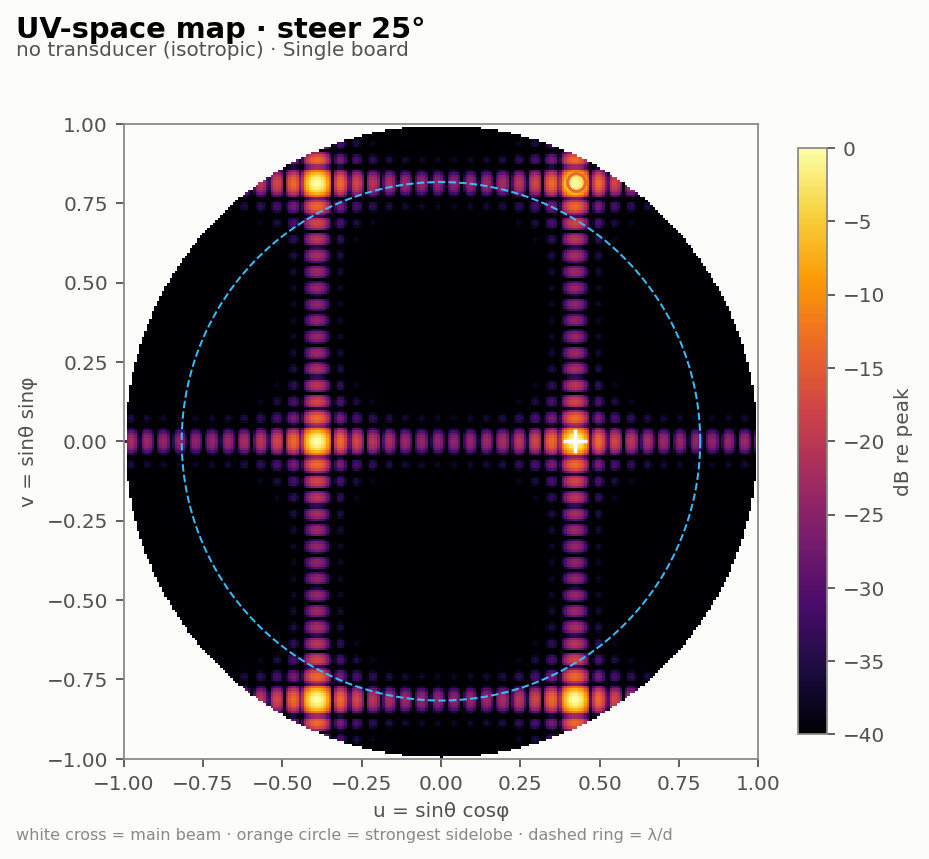 UV-space map · steer 25°
no transducer (isotropic) · Single board
1.00
0.75
0.50
0.25
0.00
−0.25
−0.50
−0.75
−1.00
v = sinθ sinφ
−1.00 −0.75 −0.50 −0.25 0.00 0.25 0.50 0.75 1.00
u = sinθ cosφ
0
−5
−10
−15
−20
−25
−30
−35
−40
dB re peak
white cross = main beam · orange circle = strongest sidelobe · dashed ring = λ/d